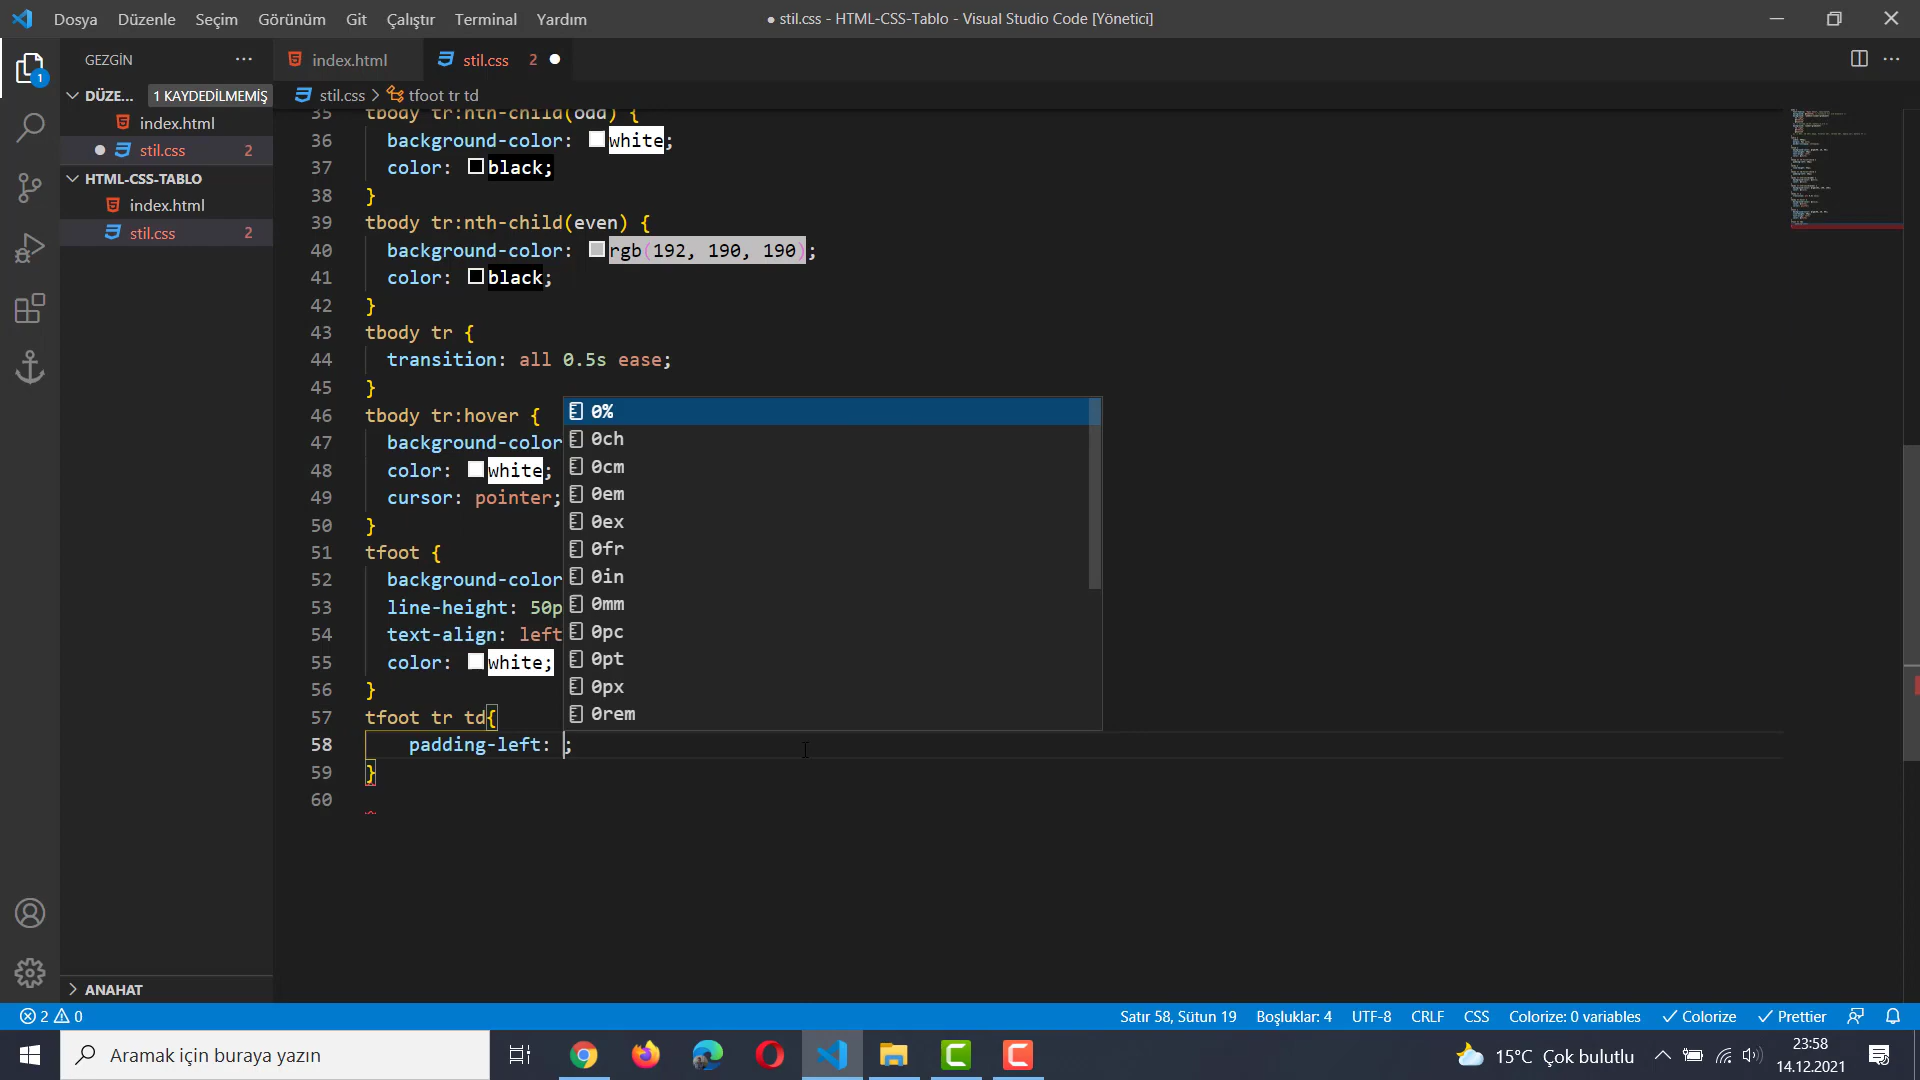 Dosya Düzenle Seçim Görünüm Git Çalıştır Terminal Yardım
● stil.css - HTML-CSS-Tablo - Visual Studio Code [Yönetici]
GEZGİN
DÜZE... 1 KAYDEDİLMEMİŞ
index.html
stil.css 2
HTML-CSS-TABLO
index.html
stil.css 2
ANAHAT
index.html stil.css 2
stil.css > tfoot tr td
35 tbody tr:nth-child(odd) {
36 background-color: white;
37 color: black;
38 }
39 tbody tr:nth-child(even) {
40 background-color: rgb(192, 190, 190);
41 color: black;
42 }
43 tbody tr {
44 transition: all 0.5s ease;
45 }
46 tbody tr:hover {
47 background-color
48 color: white;
49 cursor: pointer;
50 }
51 tfoot {
52 background-color
53 line-height: 50p
54 text-align: left
55 color: white;
56 }
57 tfoot tr td{
58 padding-left: ;
59 }
60
0%
0ch
0cm
0em
0ex
0fr
0in
0mm
0pc
0pt
0px
0rem
2 0
Satır 58, Sütun 19 Boşluklar: 4 UTF-8 CRLF CSS Colorize: 0 variables Colorize Prettier
1
Aramak için buraya yazın
15°C Çok bulutlu
23:58
14.12.2021